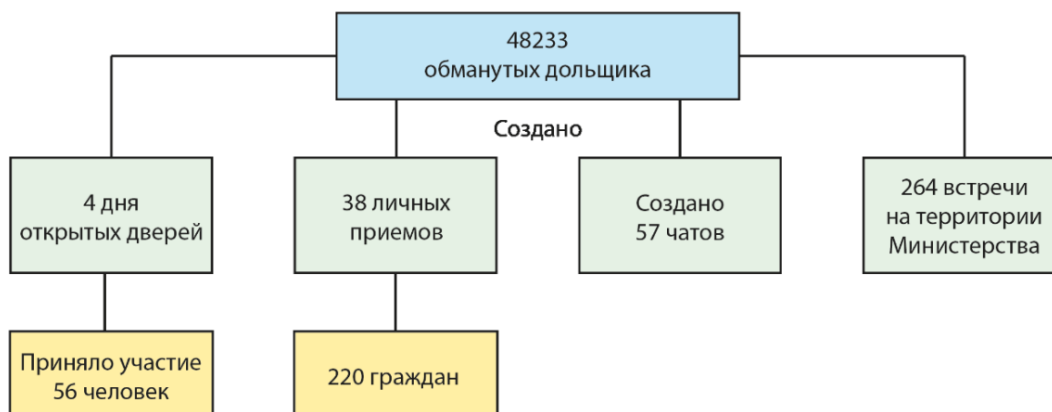 48233
обманутых дольщика
Создано
4 дня
открытых дверей
38 личных
приемов
Создано
57 чатов
264 встречи
на территории
Министерства
Приняло участие
56 человек
220 граждан